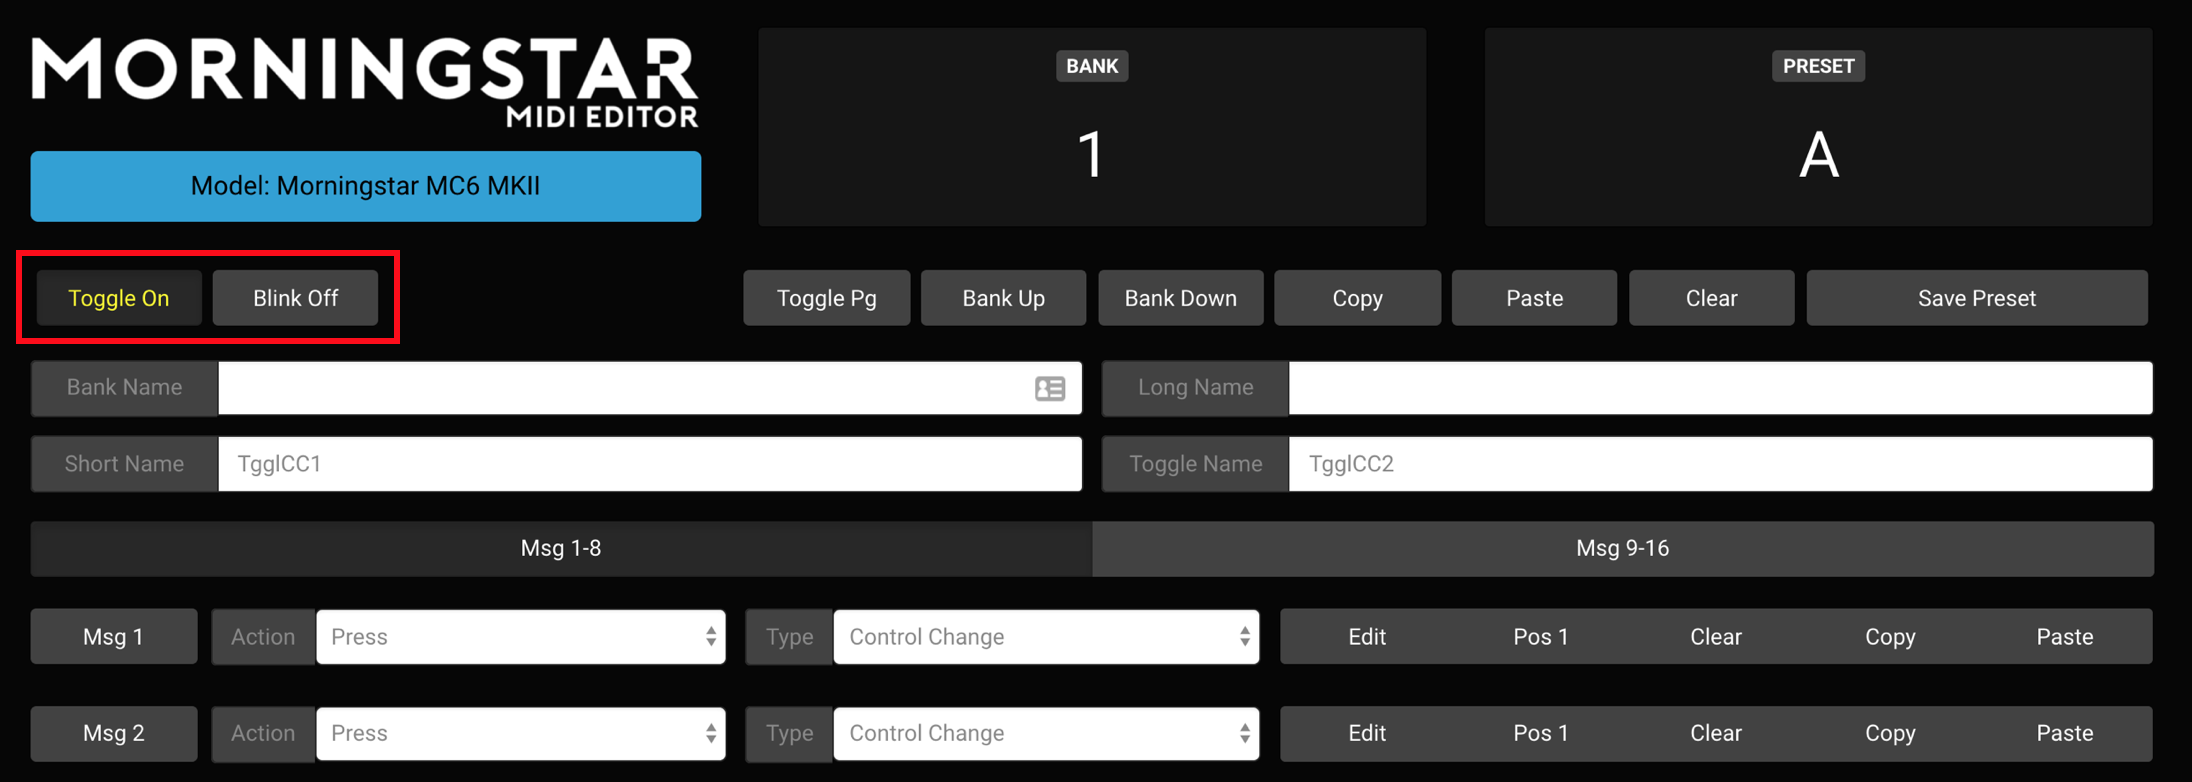 MORNINGSTAR
MIDI EDITOR
Model: Morningstar MC6 MKII
BANK
1
PRESET
A
Toggle On Blink Off Toggle Pg Bank Up Bank Down Copy Paste Clear Save Preset
Bank Name Long Name
Short Name TgglCC1 Toggle Name TgglCC2
Msg 1-8 Msg 9-16
Msg 1 Action Press Type Control Change Edit Pos 1 Clear Copy Paste
Msg 2 Action Press Type Control Change Edit Pos 1 Clear Copy Paste